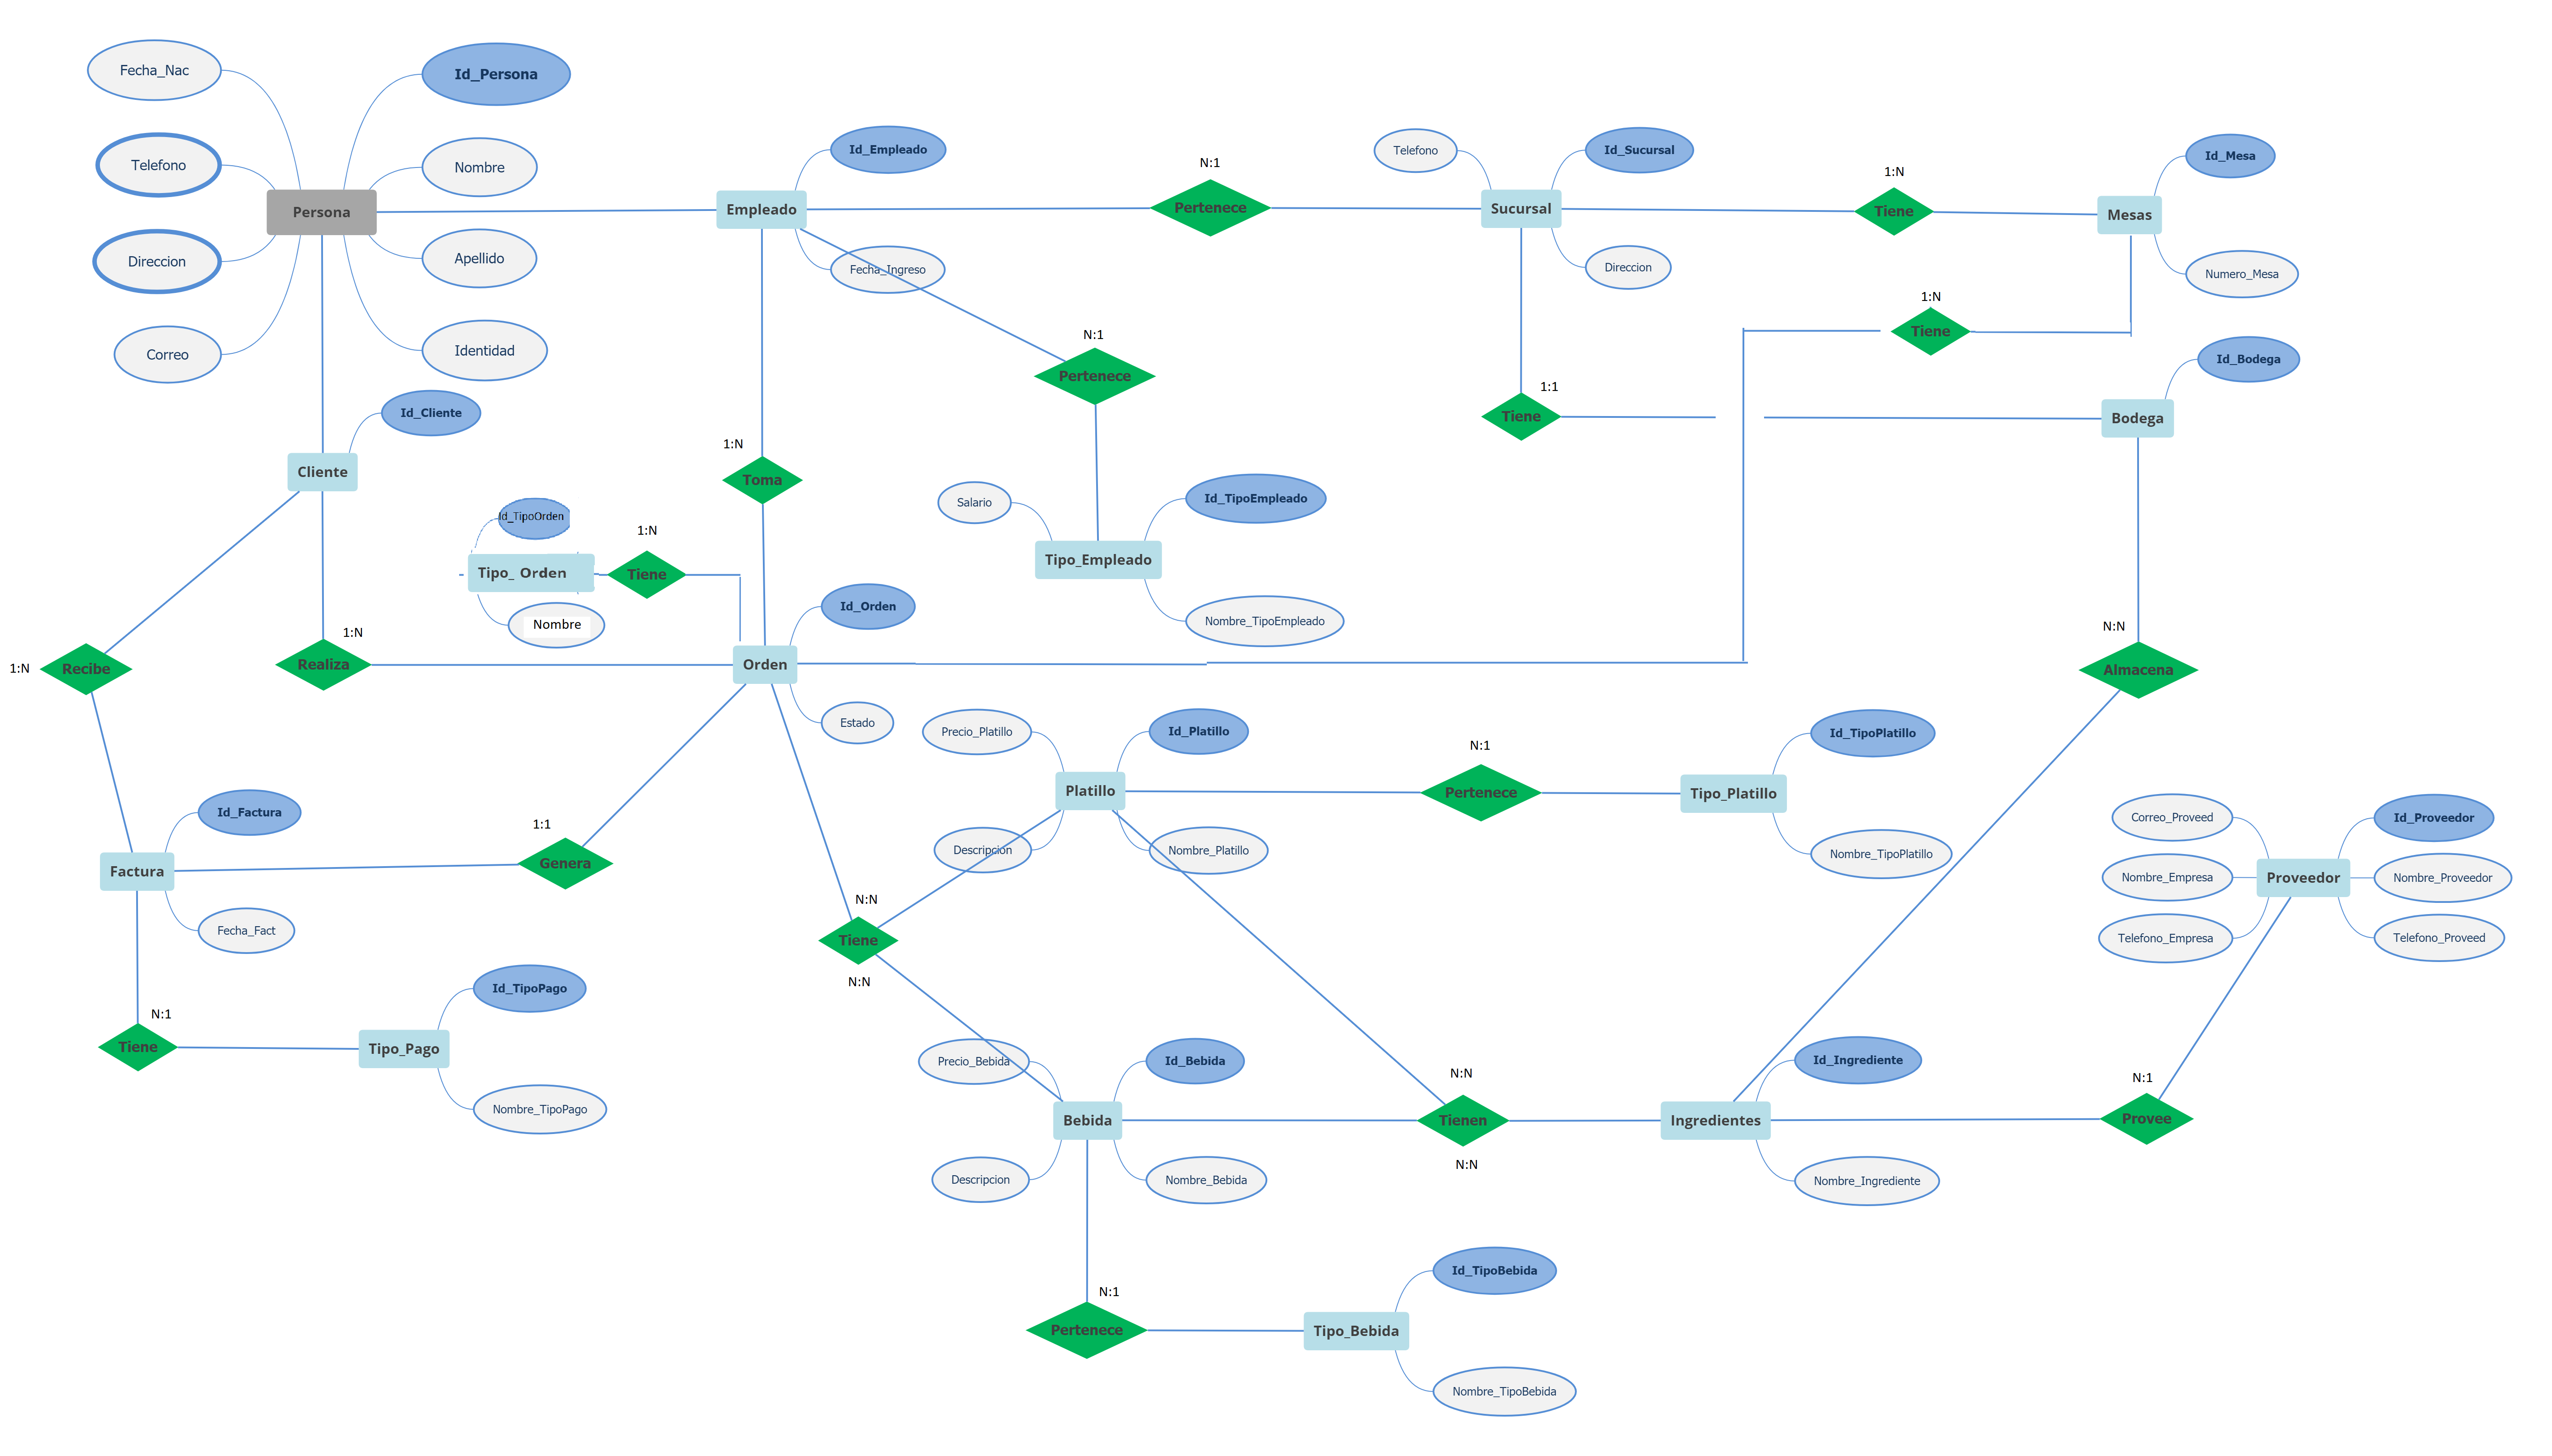 Fecha_Nac
Id_Persona
Telefono
Nombre
Persona
Direccion
Apellido
Correo
Identidad
Id_Cliente
Cliente
Id_Empleado
Empleado
Fecha_Ingreso
N:1
Pertenece
Telefono
Id_Sucursal
Sucursal
Direccion
1:N
Tiene
Id_Mesa
Mesas
Numero_Mesa
1:N
Tiene
N:1
Pertenece
1:1
Tiene
Id_Bodega
Bodega
1:N
Toma
Salario
Id_TipoEmpleado
Tipo_Empleado
Nombre_TipoEmpleado
Id_TipoOrden
Tipo_ Orden
Nombre
1:N
Tiene
Id_Orden
Orden
Estado
1:N
Recibe
1:N
Realiza
N:N
Almacena
Precio_Platillo
Id_Platillo
Platillo
Descripcion
Nombre_Platillo
N:1
Pertenece
Id_TipoPlatillo
Tipo_Platillo
Nombre_TipoPlatillo
Id_Factura
Factura
Fecha_Fact
1:1
Genera
N:N
Tiene
N:N
Correo_Proveed
Id_Proveedor
Nombre_Empresa
Proveedor
Nombre_Proveedor
Telefono_Empresa
Telefono_Proveed
N:1
Tiene
Id_TipoPago
Tipo_Pago
Nombre_TipoPago
Precio_Bebida
Id_Bebida
Bebida
Descripcion
Nombre_Bebida
N:N
Tienen
N:N
Id_Ingrediente
Ingredientes
Nombre_Ingrediente
N:1
Provee
N:1
Pertenece
Id_TipoBebida
Tipo_Bebida
Nombre_TipoBebida